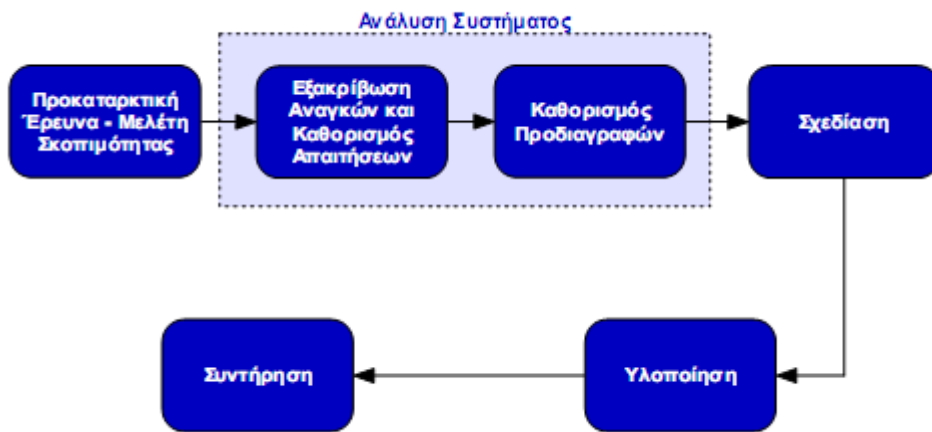 Ανάλυση Συστήματος
Προκαταρκτική
Έρευνα - Μελέτη
Σκοπιμότητας
Εξακρίβωση
Αναγκών και
Καθορισμός
Απαιτήσεων
Καθορισμός
Προδιαγραφών
Σχεδίαση
Συντήρηση
Υλοποίηση